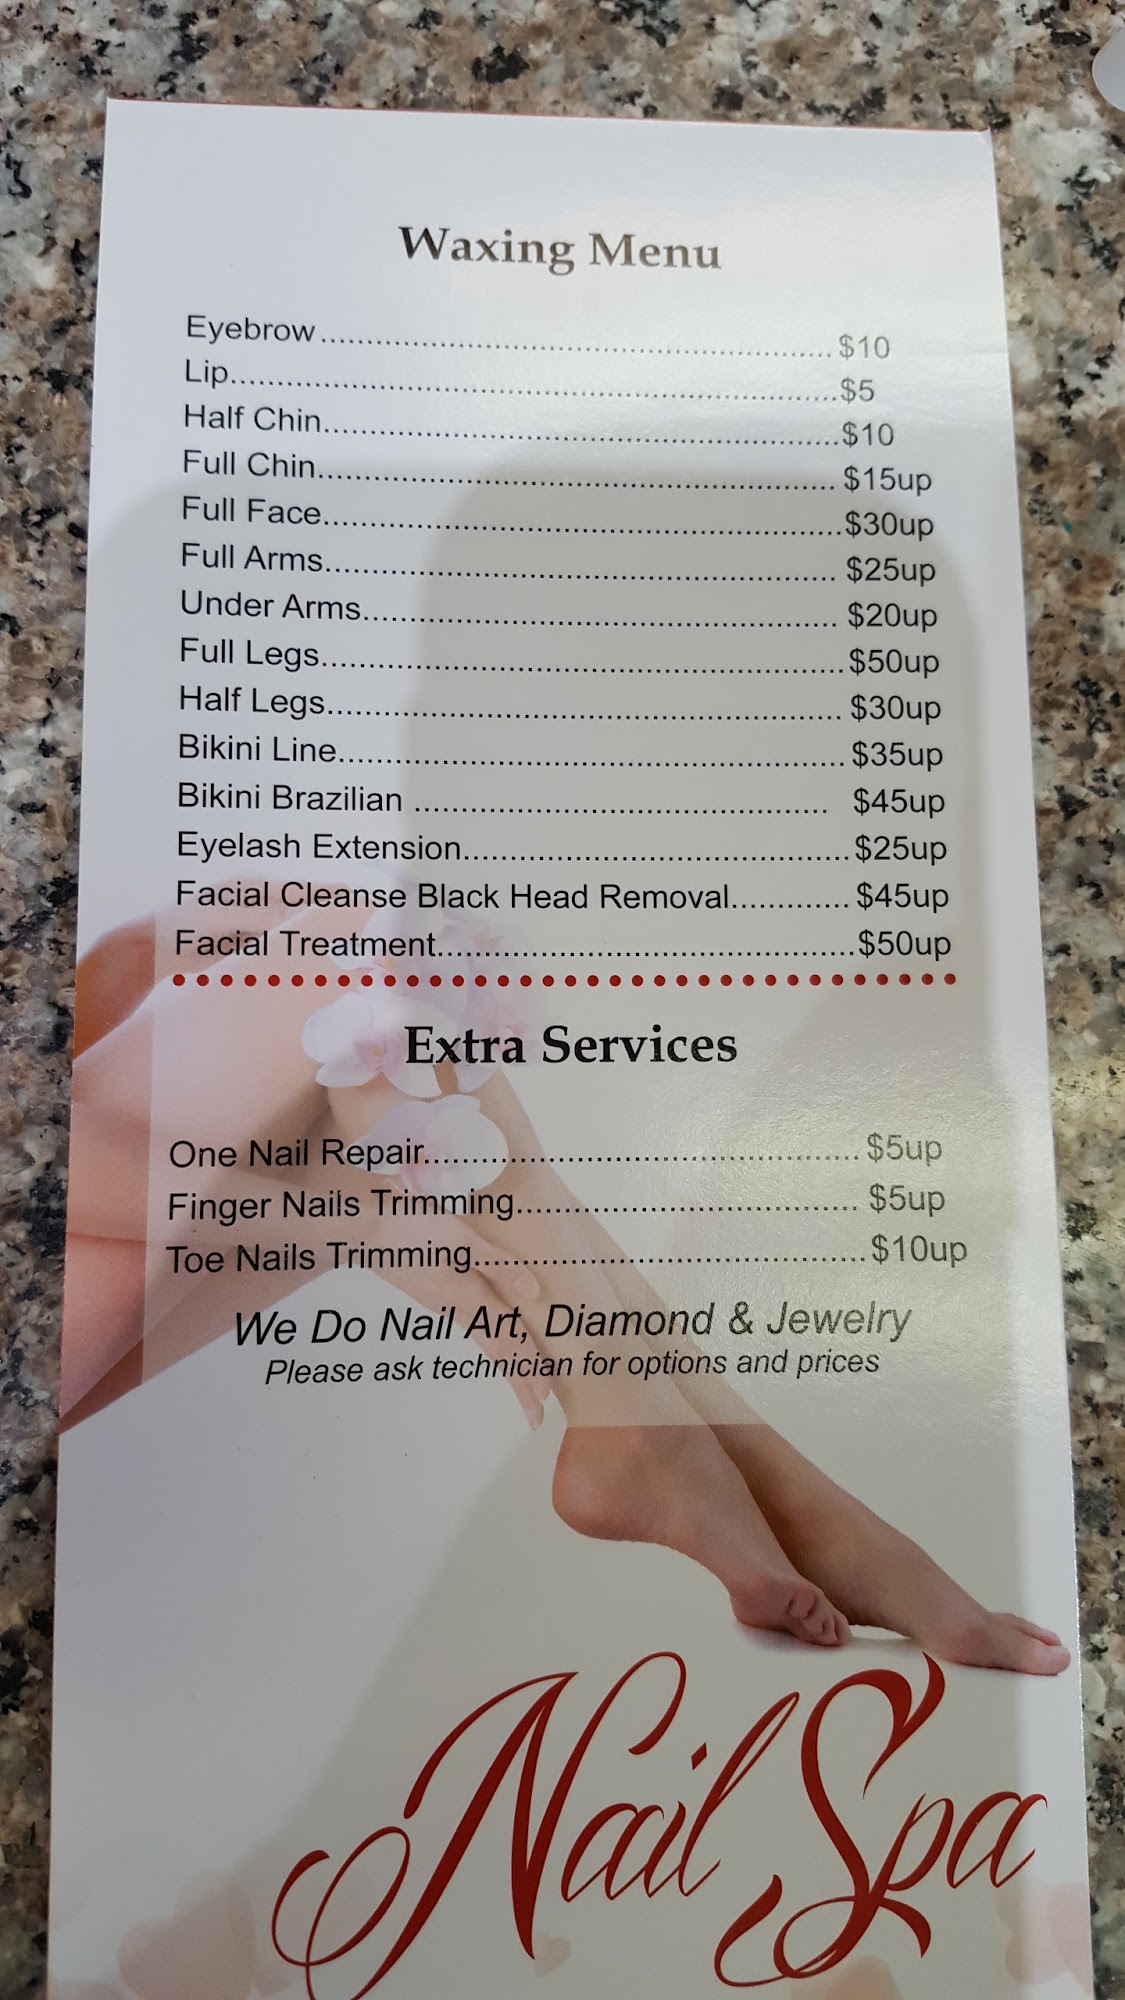 Waxing Menu
Eyebrow.......................................................... $10
Lip....................................................................$5
Half Chin..........................................................$10
Full Chin.......................................................... $15up
Full Face..........................................................$30up
Full Arms......................................................... $25up
Under Arms..................................................... $20up
Full Legs..........................................................$50up
Half Legs......................................................... $30up
Bikini Line........................................................ $35up
Bikini Brazilian ............................................... $45up
Eyelash Extension...........................................$25up
Facial Cleanse Black Head Removal............. $45up
Facial Treatment..............................................$50up
Extra Services
One Nail Repair............................................... $5up
Finger Nails Trimming..................................... $5up
Toe Nails Trimming..........................................$10up
We Do Nail Art, Diamond & Jewelry
Please ask technician for options and prices
Nail Spa